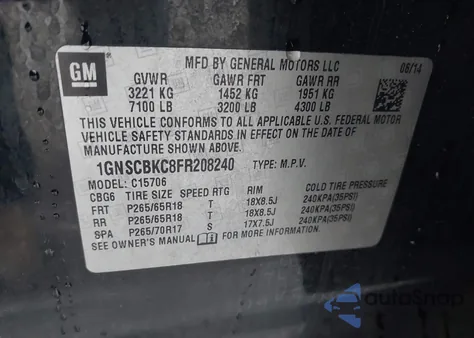 GM
MFD BY GENERAL MOTORS LLC
05/14
GVWR GAWR FRT GAWR RR
3221 KG 1452 KG 1951 KG
7100 LB 3200 LB 4300 LB
THIS VEHICLE CONFORMS TO ALL APPLICABLE U.S. FEDERAL MOTOR
VEHICLE SAFETY STANDARDS IN EFFECT ON THE DATE OF
MANUFACTURE SHOWN ABOVE.
1GNSCBKC8FR208240 TYPE: M.P.V.
MODEL: C15706
CBG6 TIRE SIZE SPEED RTG RIM COLD TIRE PRESSURE
FRT P265/65R18 T 18X8.5J 240KPA(35PSI)
RR P265/65R18 T 18X8.5J 240KPA(35PSI)
SPA P265/70R17 S 17X7.5J 240KPA(35PSI)
SEE OWNER'S MANUAL FOR MORE INFORMATION
autoSnap